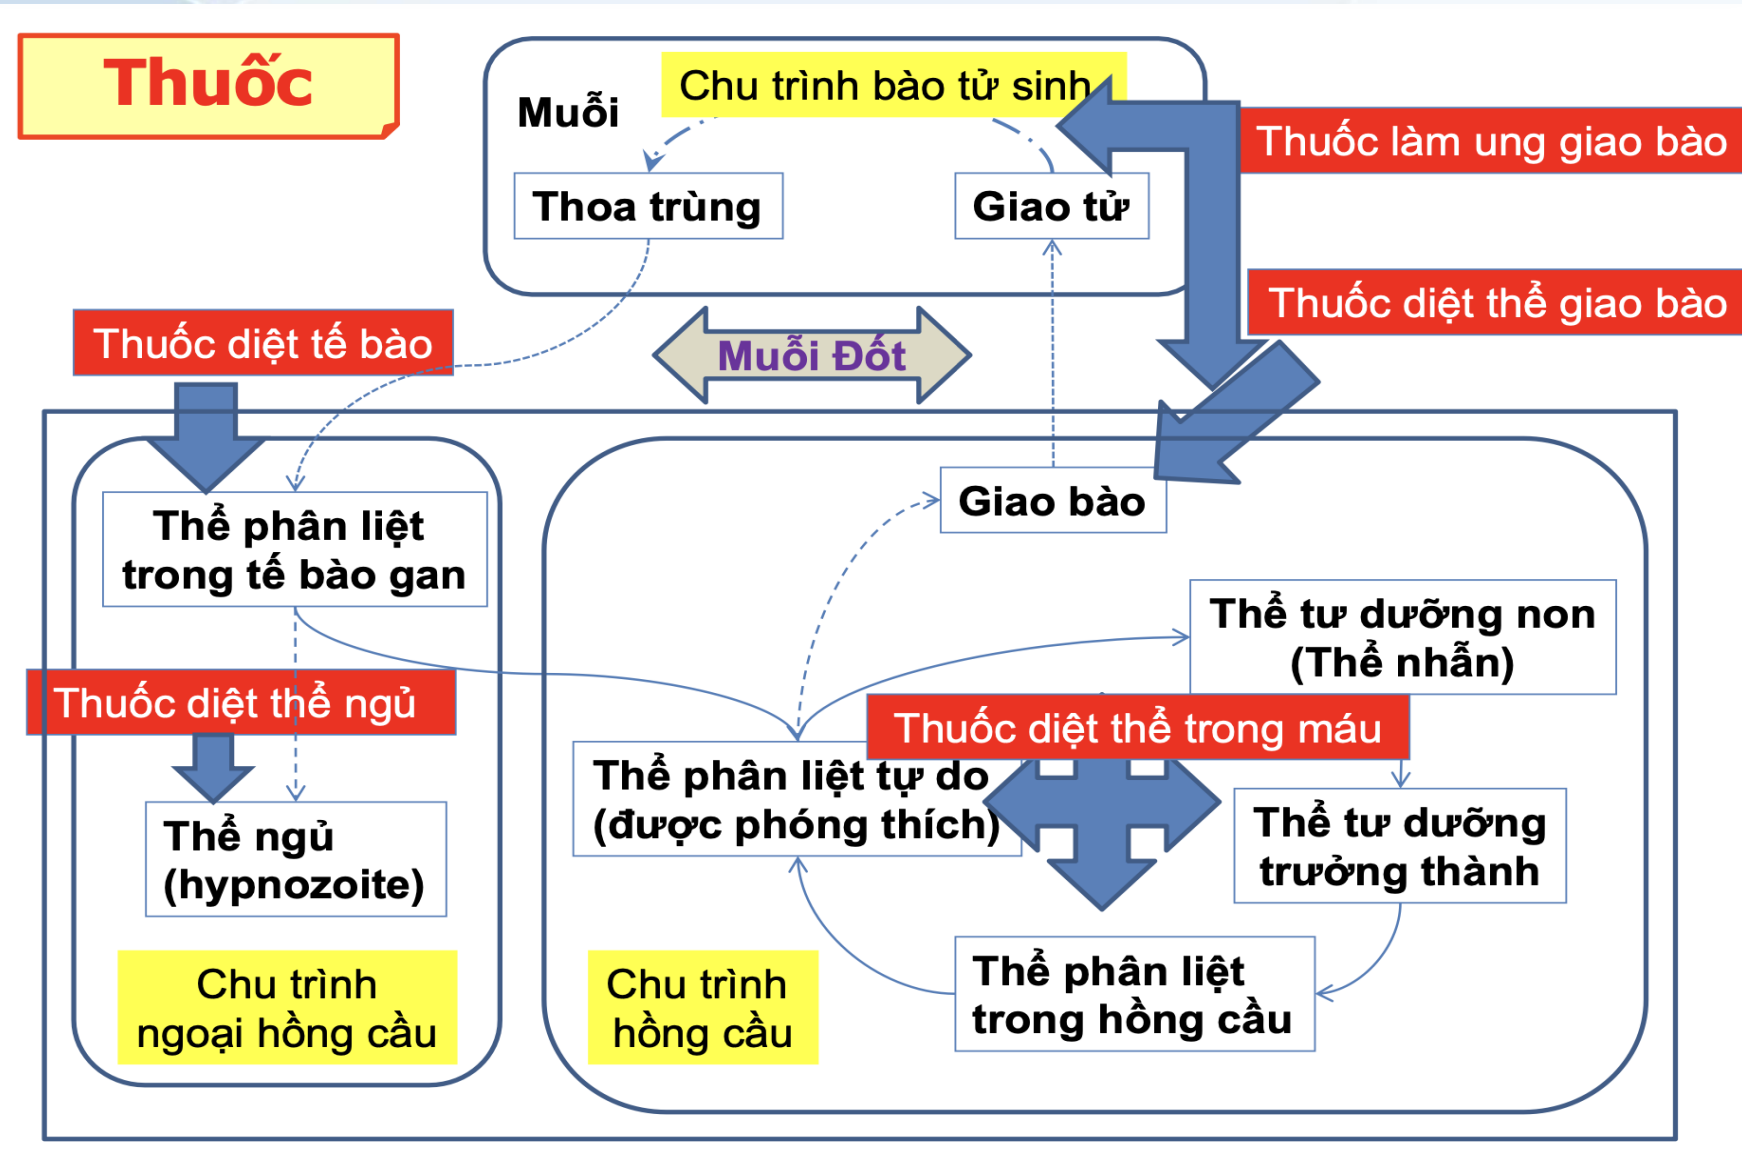 Thuốc
Chu trình bào tử sinh
Muỗi
Thuốc làm ung giao bào
Thoa trùng
Giao tử
Thuốc diệt thể giao bào
Thuốc diệt tế bào
Muỗi Đốt
Giao bào
Thể phân liệt
trong tế bào gan
Thể tư dưỡng non
(Thể nhẫn)
Thuốc diệt thể ngủ
Thuốc diệt thể trong máu
Thể phân liệt tự do
(được phóng thích)
Thể ngủ
(hypnozoite)
Thể tư dưỡng
trưởng thành
Chu trình
ngoại hồng cầu
Chu trình
hồng cầu
Thể phân liệt
trong hồng cầu